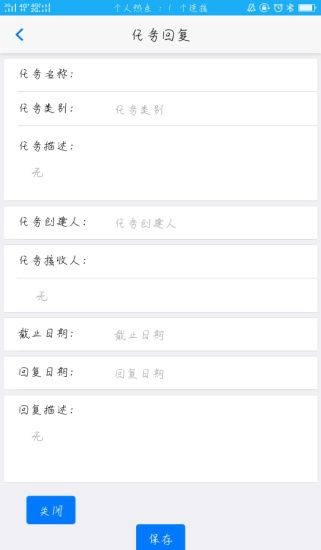 个人热点：1 个连接
任务回复
任务名称：
任务类别： 任务类别
任务描述：
无
任务创建人： 任务创建人
任务接收人：
无
截止日期： 截止日期
回复日期： 回复日期
回复描述：
无
关闭
保存